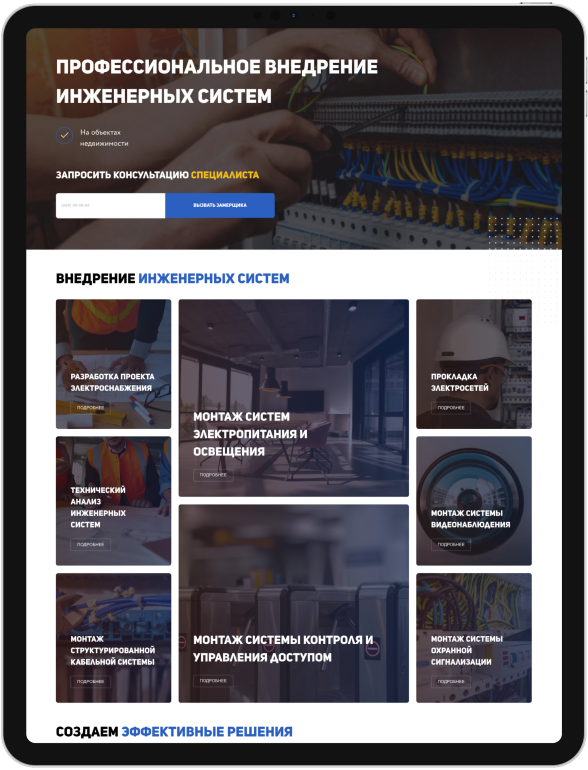 ПРОФЕССИОНАЛЬНОЕ ВНЕДРЕНИЕ
ИНЖЕНЕРНЫХ СИСТЕМ
На объектах
недвижимости
ЗАПРОСИТЬ КОНСУЛЬТАЦИЮ СПЕЦИАЛИСТА
ВЫЗВАТЬ ЗАМЕРЩИКА
ВНЕДРЕНИЕ ИНЖЕНЕРНЫХ СИСТЕМ
РАЗРАБОТКА ПРОЕКТА
ЭЛЕКТРОСНАБЖЕНИЯ
ПОДРОБНЕЕ
МОНТАЖ СИСТЕМ
ЭЛЕКТРОПИТАНИЯ И
ОСВЕЩЕНИЯ
ПОДРОБНЕЕ
ПРОКЛАДКА
ЭЛЕКТРОСЕТЕЙ
ПОДРОБНЕЕ
ТЕХНИЧЕСКИЙ
АНАЛИЗ
ИНЖЕНЕРНЫХ
СИСТЕМ
ПОДРОБНЕЕ
МОНТАЖ СИСТЕМЫ
ВИДЕОНАБЛЮДЕНИЯ
ПОДРОБНЕЕ
МОНТАЖ
СТРУКТУРИРОВАННОЙ
КАБЕЛЬНОЙ СИСТЕМЫ
ПОДРОБНЕЕ
МОНТАЖ СИСТЕМЫ КОНТРОЛЯ И
УПРАВЛЕНИЯ ДОСТУПОМ
ПОДРОБНЕЕ
МОНТАЖ СИСТЕМЫ
ОХРАННОЙ
СИГНАЛИЗАЦИИ
ПОДРОБНЕЕ
СОЗДАЕМ ЭФФЕКТИВНЫЕ РЕШЕНИЯ